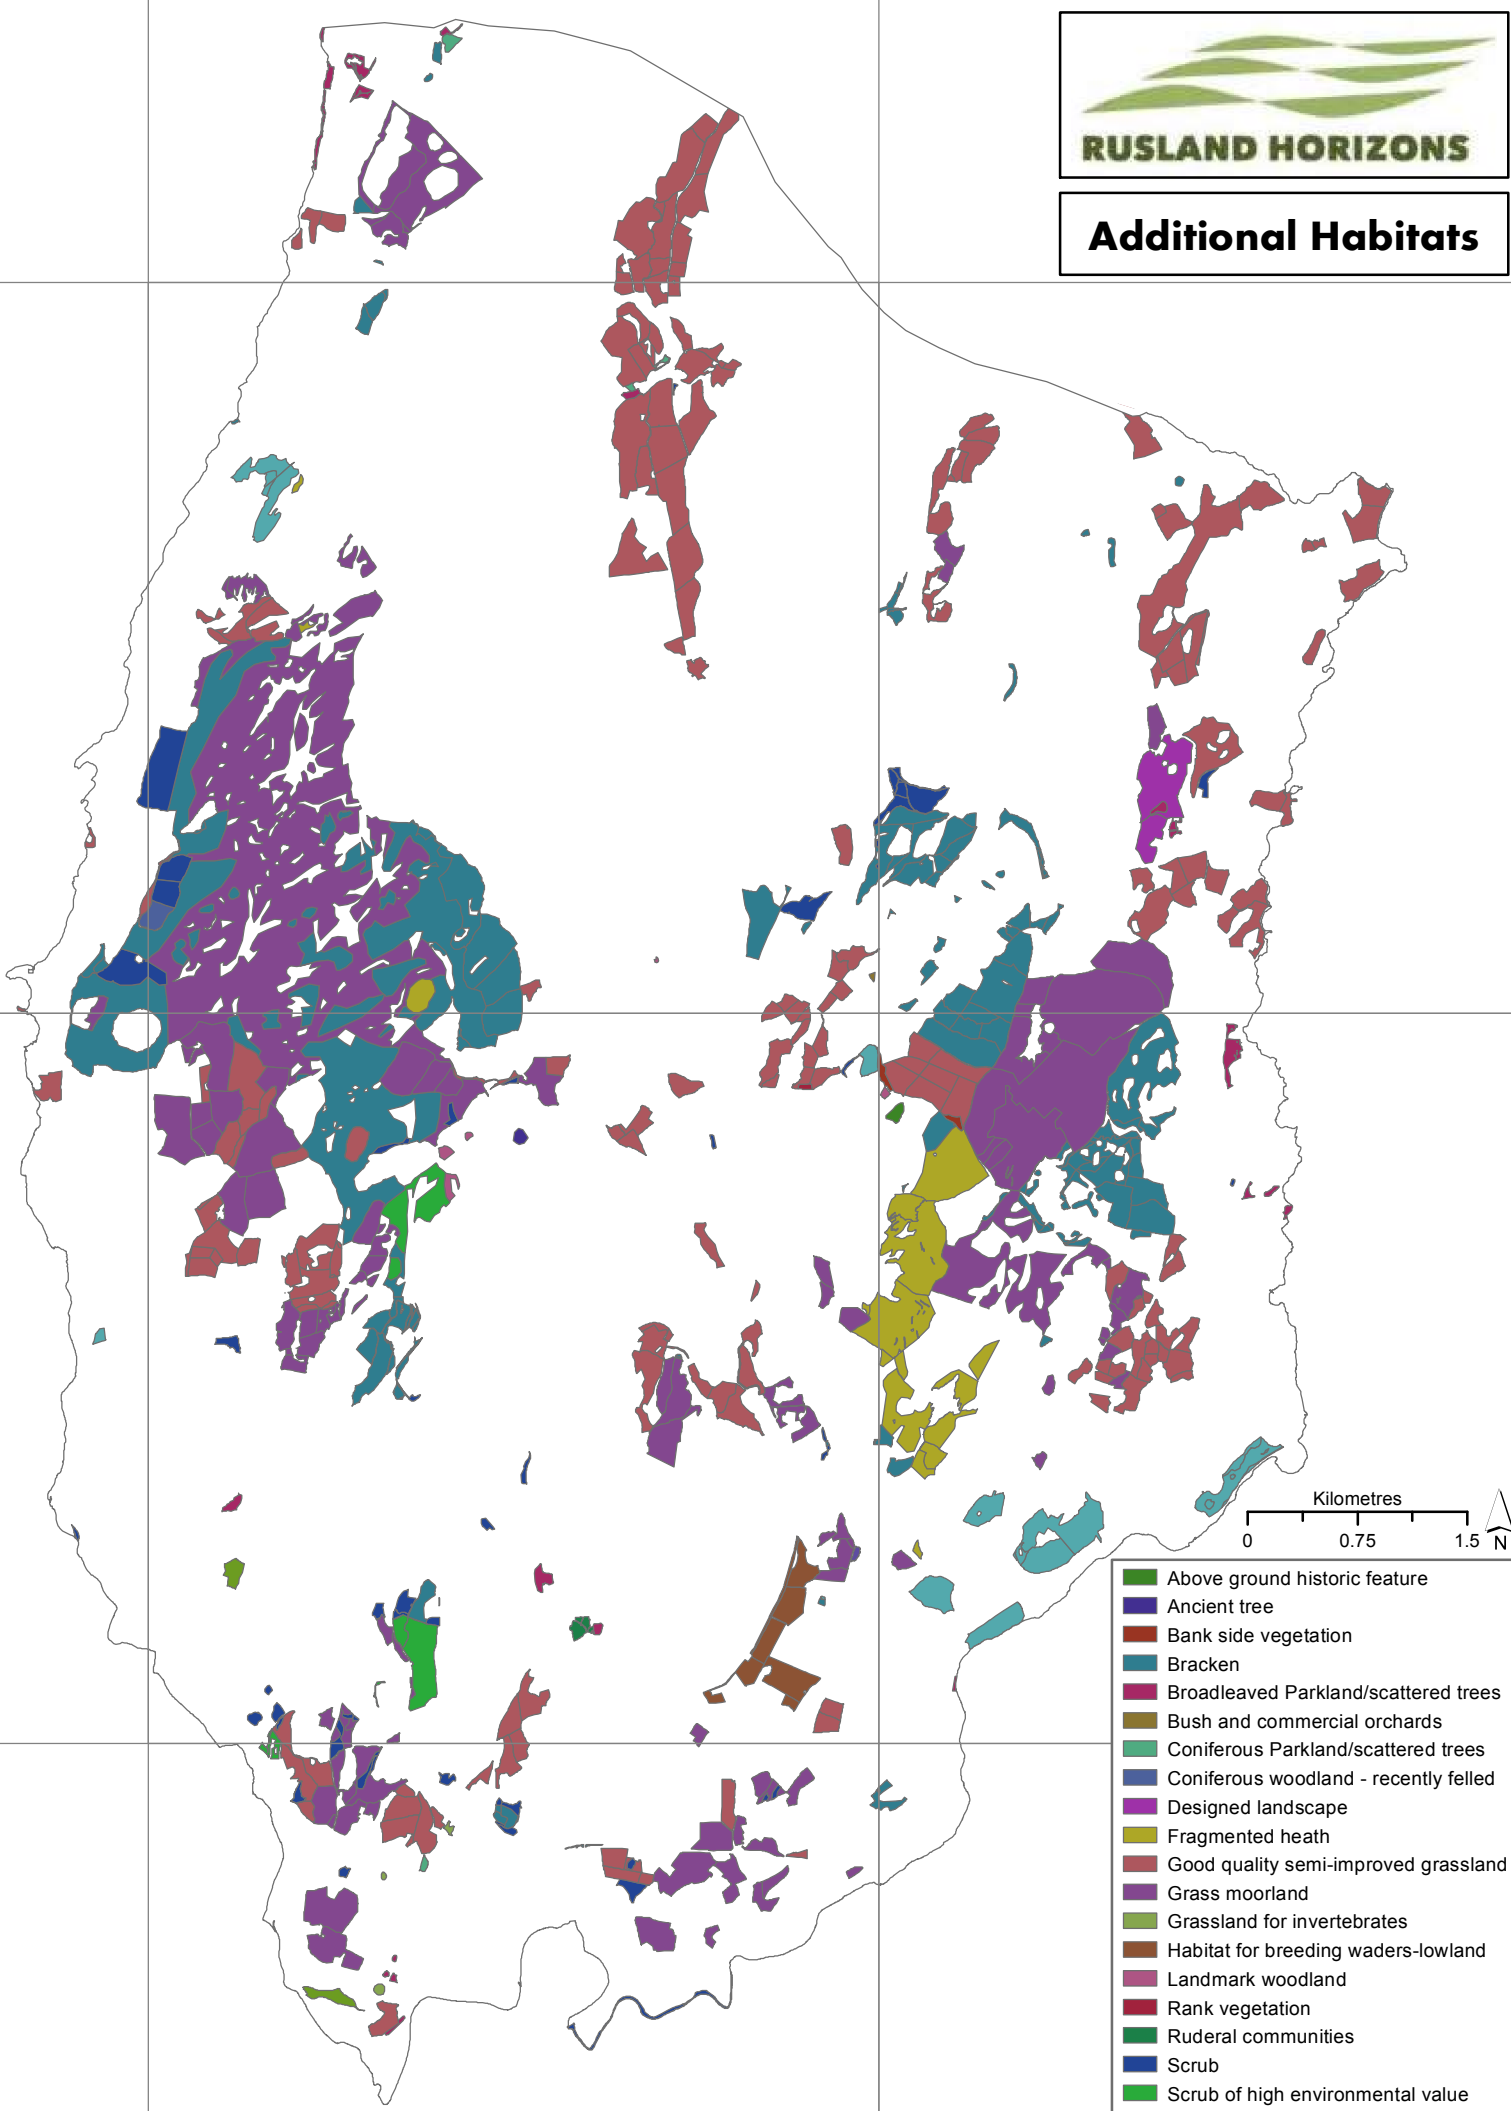 RUSLAND HORIZONS
Additional Habitats
Kilometres
0 0.75 1.5
N
Above ground historic feature
Ancient tree
Bank side vegetation
Bracken
Broadleaved Parkland/scattered trees
Bush and commercial orchards
Coniferous Parkland/scattered trees
Coniferous woodland - recently felled
Designed landscape
Fragmented heath
Good quality semi-improved grassland
Grass moorland
Grassland for invertebrates
Habitat for breeding waders-lowland
Landmark woodland
Rank vegetation
Ruderal communities
Scrub
Scrub of high environmental value